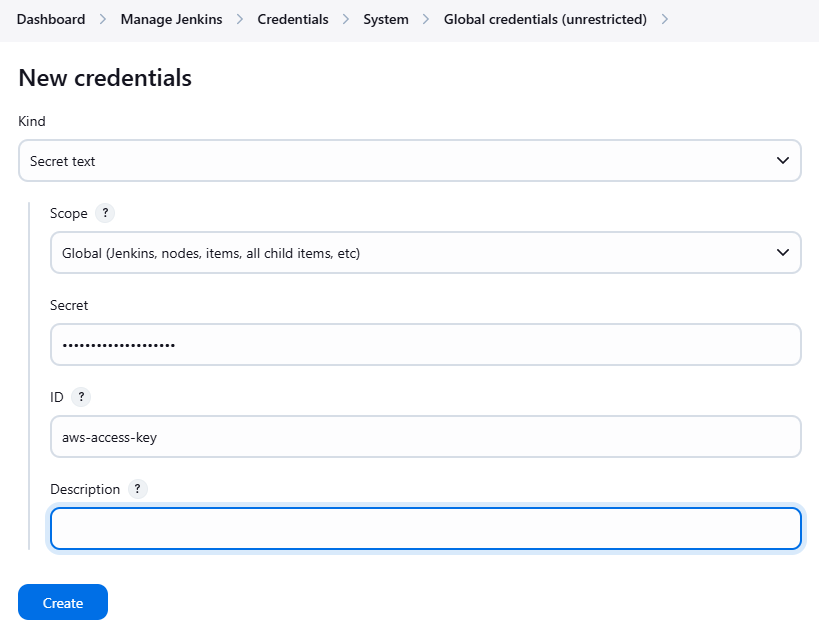 Dashboard > Manage Jenkins > Credentials > System > Global credentials (unrestricted) >
New credentials
Kind
Secret text
Scope ?
Global (Jenkins, nodes, items, all child items, etc)
Secret
••••••••••••••••••••
ID ?
aws-access-key
Description ?
Create